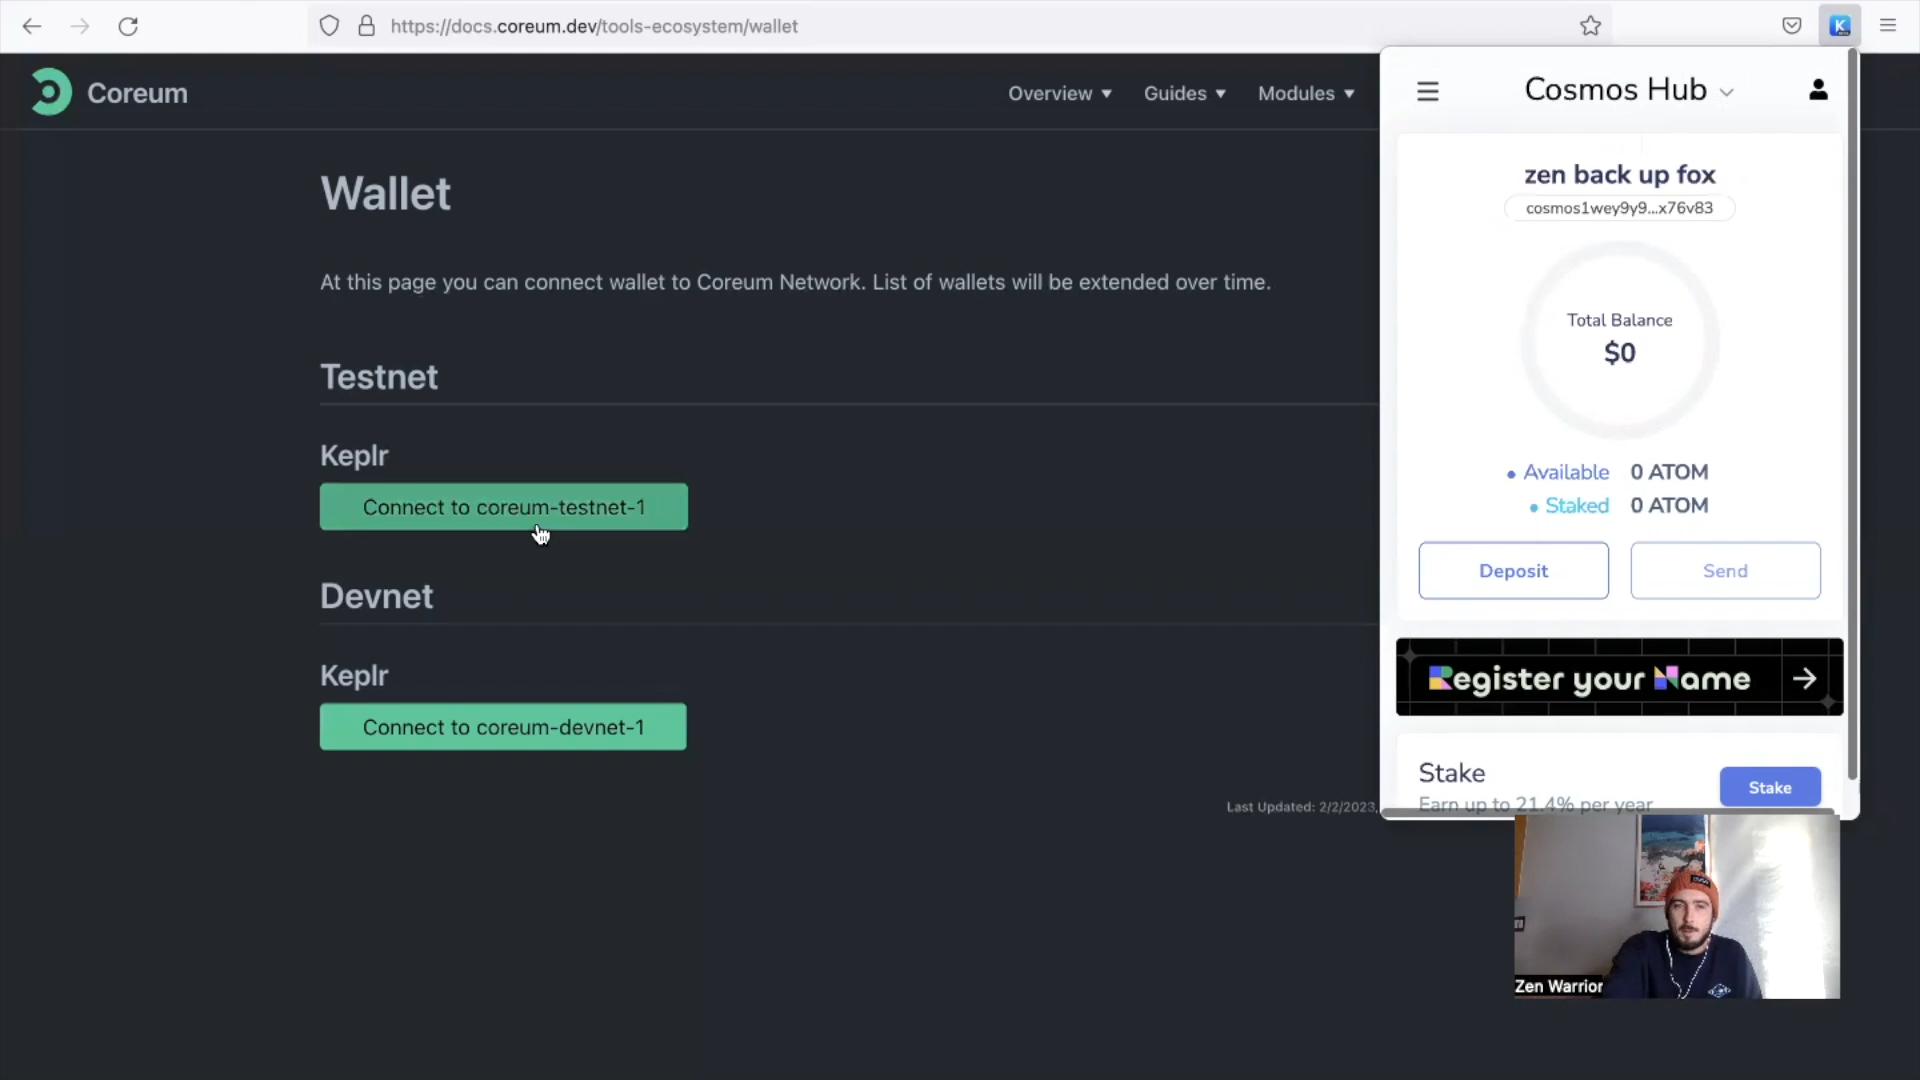 https://docs.coreum.dev/tools-ecosystem/wallet
Coreum
Overview ▼ Guides ▼ Modules ▼
Wallet
At this page you can connect wallet to Coreum Network. List of wallets will be extended over time.
Testnet
Keplr
Connect to coreum-testnet-1
Devnet
Keplr
Connect to coreum-devnet-1
Last Updated: 2/2/2023,
K
Cosmos Hub
zen back up fox
cosmos1wey9y9...x76v83
Total Balance
$0
Available 0 ATOM
Staked 0 ATOM
Deposit Send
Register your Name
Stake
Earn up to 21.4% per year
Stake
Zen Warrior